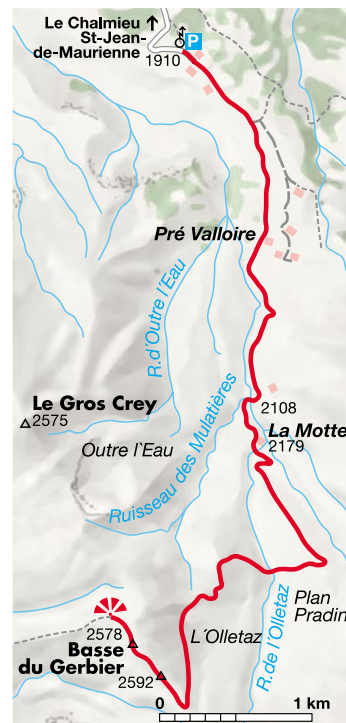 Le Chalmieu
St-Jean-
de-Maurienne
P
1910
Pré Valloire
R.d´Outre l´Eau
Le Gros Crey
2575
2108
La Motte
2179
Outre l`Eau
Ruisseau des Mulatières
Plan
Pradin
L´Olletaz
R.de l´Olletaz
2578
Basse
du Gerbier
2592
0 1 km